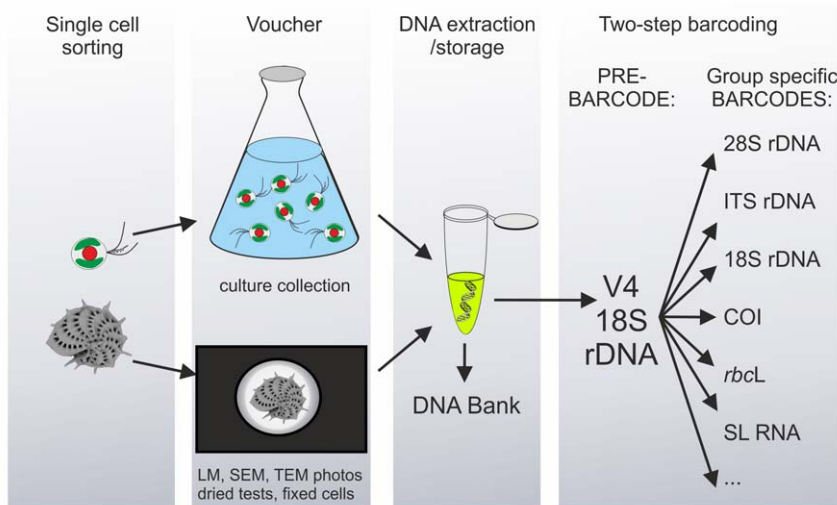 Single cell
sorting
Voucher
culture collection
LM, SEM, TEM photos
dried tests, fixed cells
DNA extraction
/storage
DNA Bank
Two-step barcoding
PRE-
BARCODE:
V4
18S
rDNA
Group specific
BARCODES:
28S rDNA
ITS rDNA
18S rDNA
COI
rbcL
SL RNA
...